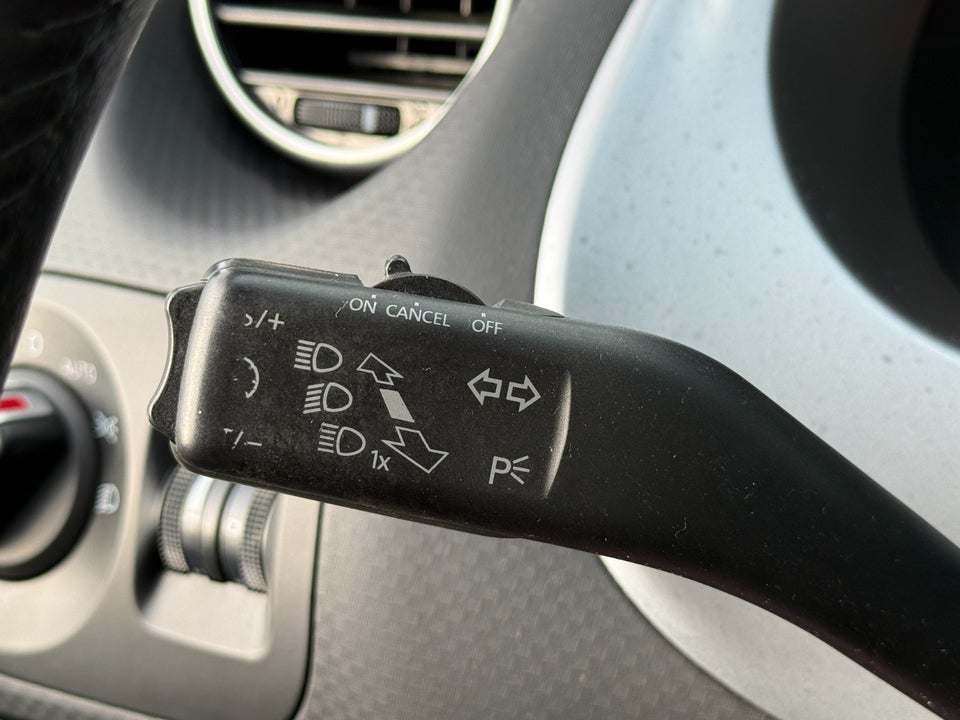 ON CANCEL OFF
/+
/–
1x
P